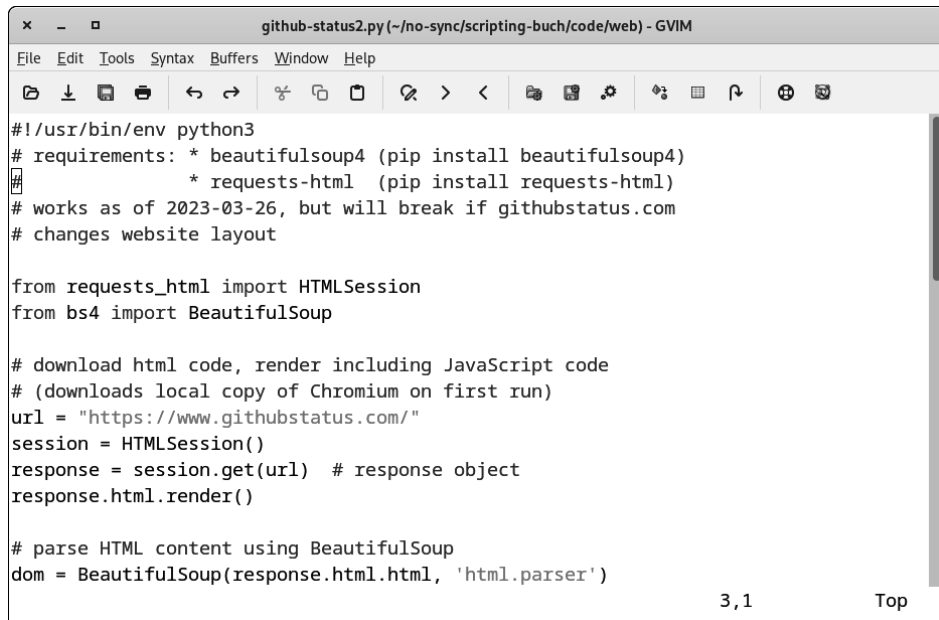 github-status2.py (~/no-sync/scripting-buch/code/web) - GVIM
File Edit Tools Syntax Buffers Window Help
#!/usr/bin/env python3
# requirements: * beautifulsoup4 (pip install beautifulsoup4)
#               * requests-html  (pip install requests-html)
# works as of 2023-03-26, but will break if githubstatus.com
# changes website layout
from requests_html import HTMLSession
from bs4 import BeautifulSoup
# download html code, render including JavaScript code
# (downloads local copy of Chromium on first run)
url = "https://www.githubstatus.com/"
session = HTMLSession()
response = session.get(url)  # response object
response.html.render()
# parse HTML content using BeautifulSoup
dom = BeautifulSoup(response.html.html, 'html.parser')
3,1 Top